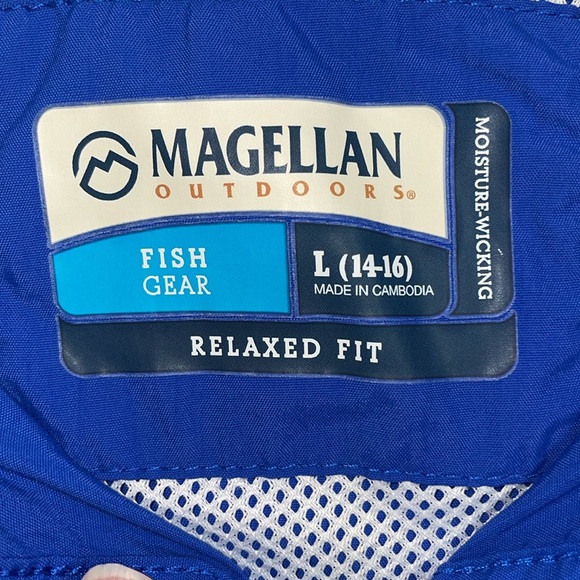 MAGELLAN
OUTDOORS®
FISH
GEAR
L (14-16)
MADE IN CAMBODIA
MOISTURE-WICKING
RELAXED FIT